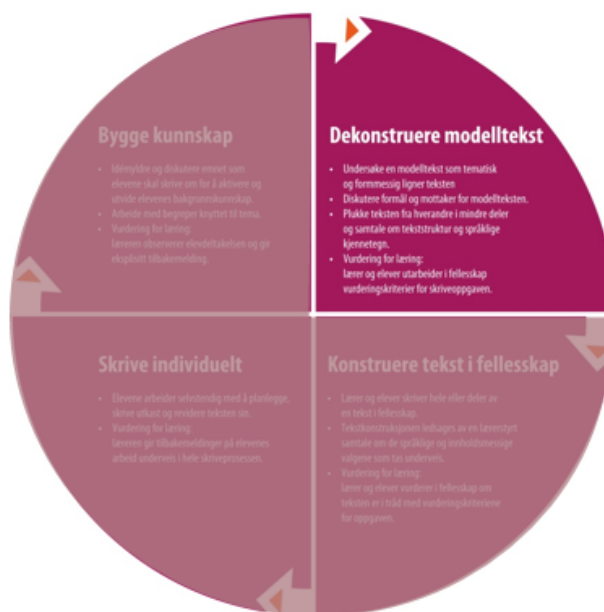 Bygge kunnskap
• Idémyldre og diskutere emnet som
elevene skal skrive om for å aktivere og
utvide elevenes bakgrunnskunnskap.
• Arbeide med begreper knyttet til tema.
• Vurdering for læring:
læreren observerer elevdeltakelsen og gir
eksplisitt tilbakemelding.
Dekonstruere modelltekst
• Undersøke en modelltekst som tematisk
og formmessig ligner teksten
• Diskutere formål og mottaker for modellteksten.
• Plukke teksten fra hverandre i mindre deler
og samtale om tekststruktur og språklige
kjennetegn.
• Vurdering for læring:
lærer og elever utarbeider i fellesskap
vurderingskriterier for skriveoppgaven.
Skrive individuelt
• Elevene arbeider selvstendig med å planlegge,
skrive utkast og revidere teksten sin.
• Vurdering for læring:
læreren gir tilbakemeldinger på elevenes
arbeid underveis i hele skriveprosessen.
Konstruere tekst i fellesskap
• Lærer og elever skriver hele eller deler av
en tekst i fellesskap.
• Tekstkonstruksjonen ledsages av en lærerstyrt
samtale om de språklige og innholdsmessige
valgene som tas underveis.
• Vurdering for læring:
lærer og elever vurderer i fellesskap om
teksten er i tråd med vurderingskriteriene
for oppgaven.